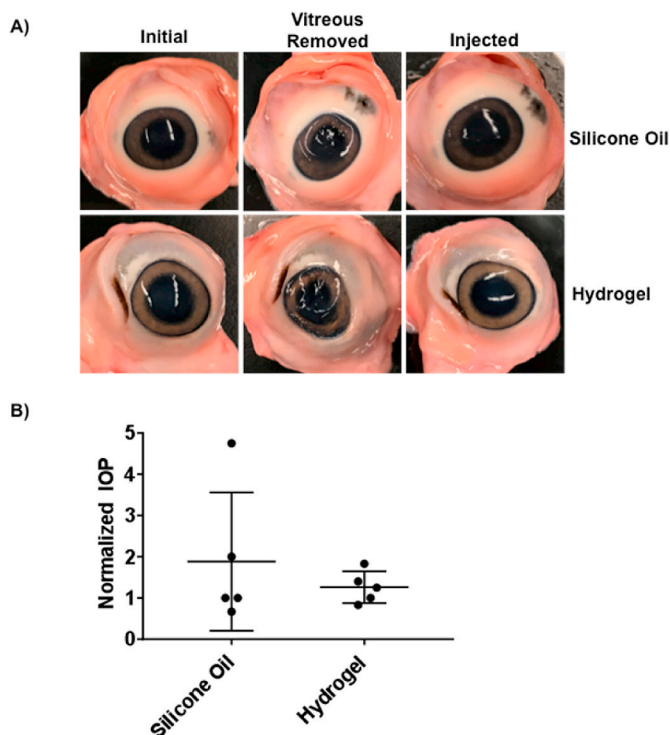 A)
Initial
Vitreous
Removed
Injected
Silicone Oil
Hydrogel
B)
Normalized IOP
5
4
3
2
1
0
Silicone Oil
Hydrogel